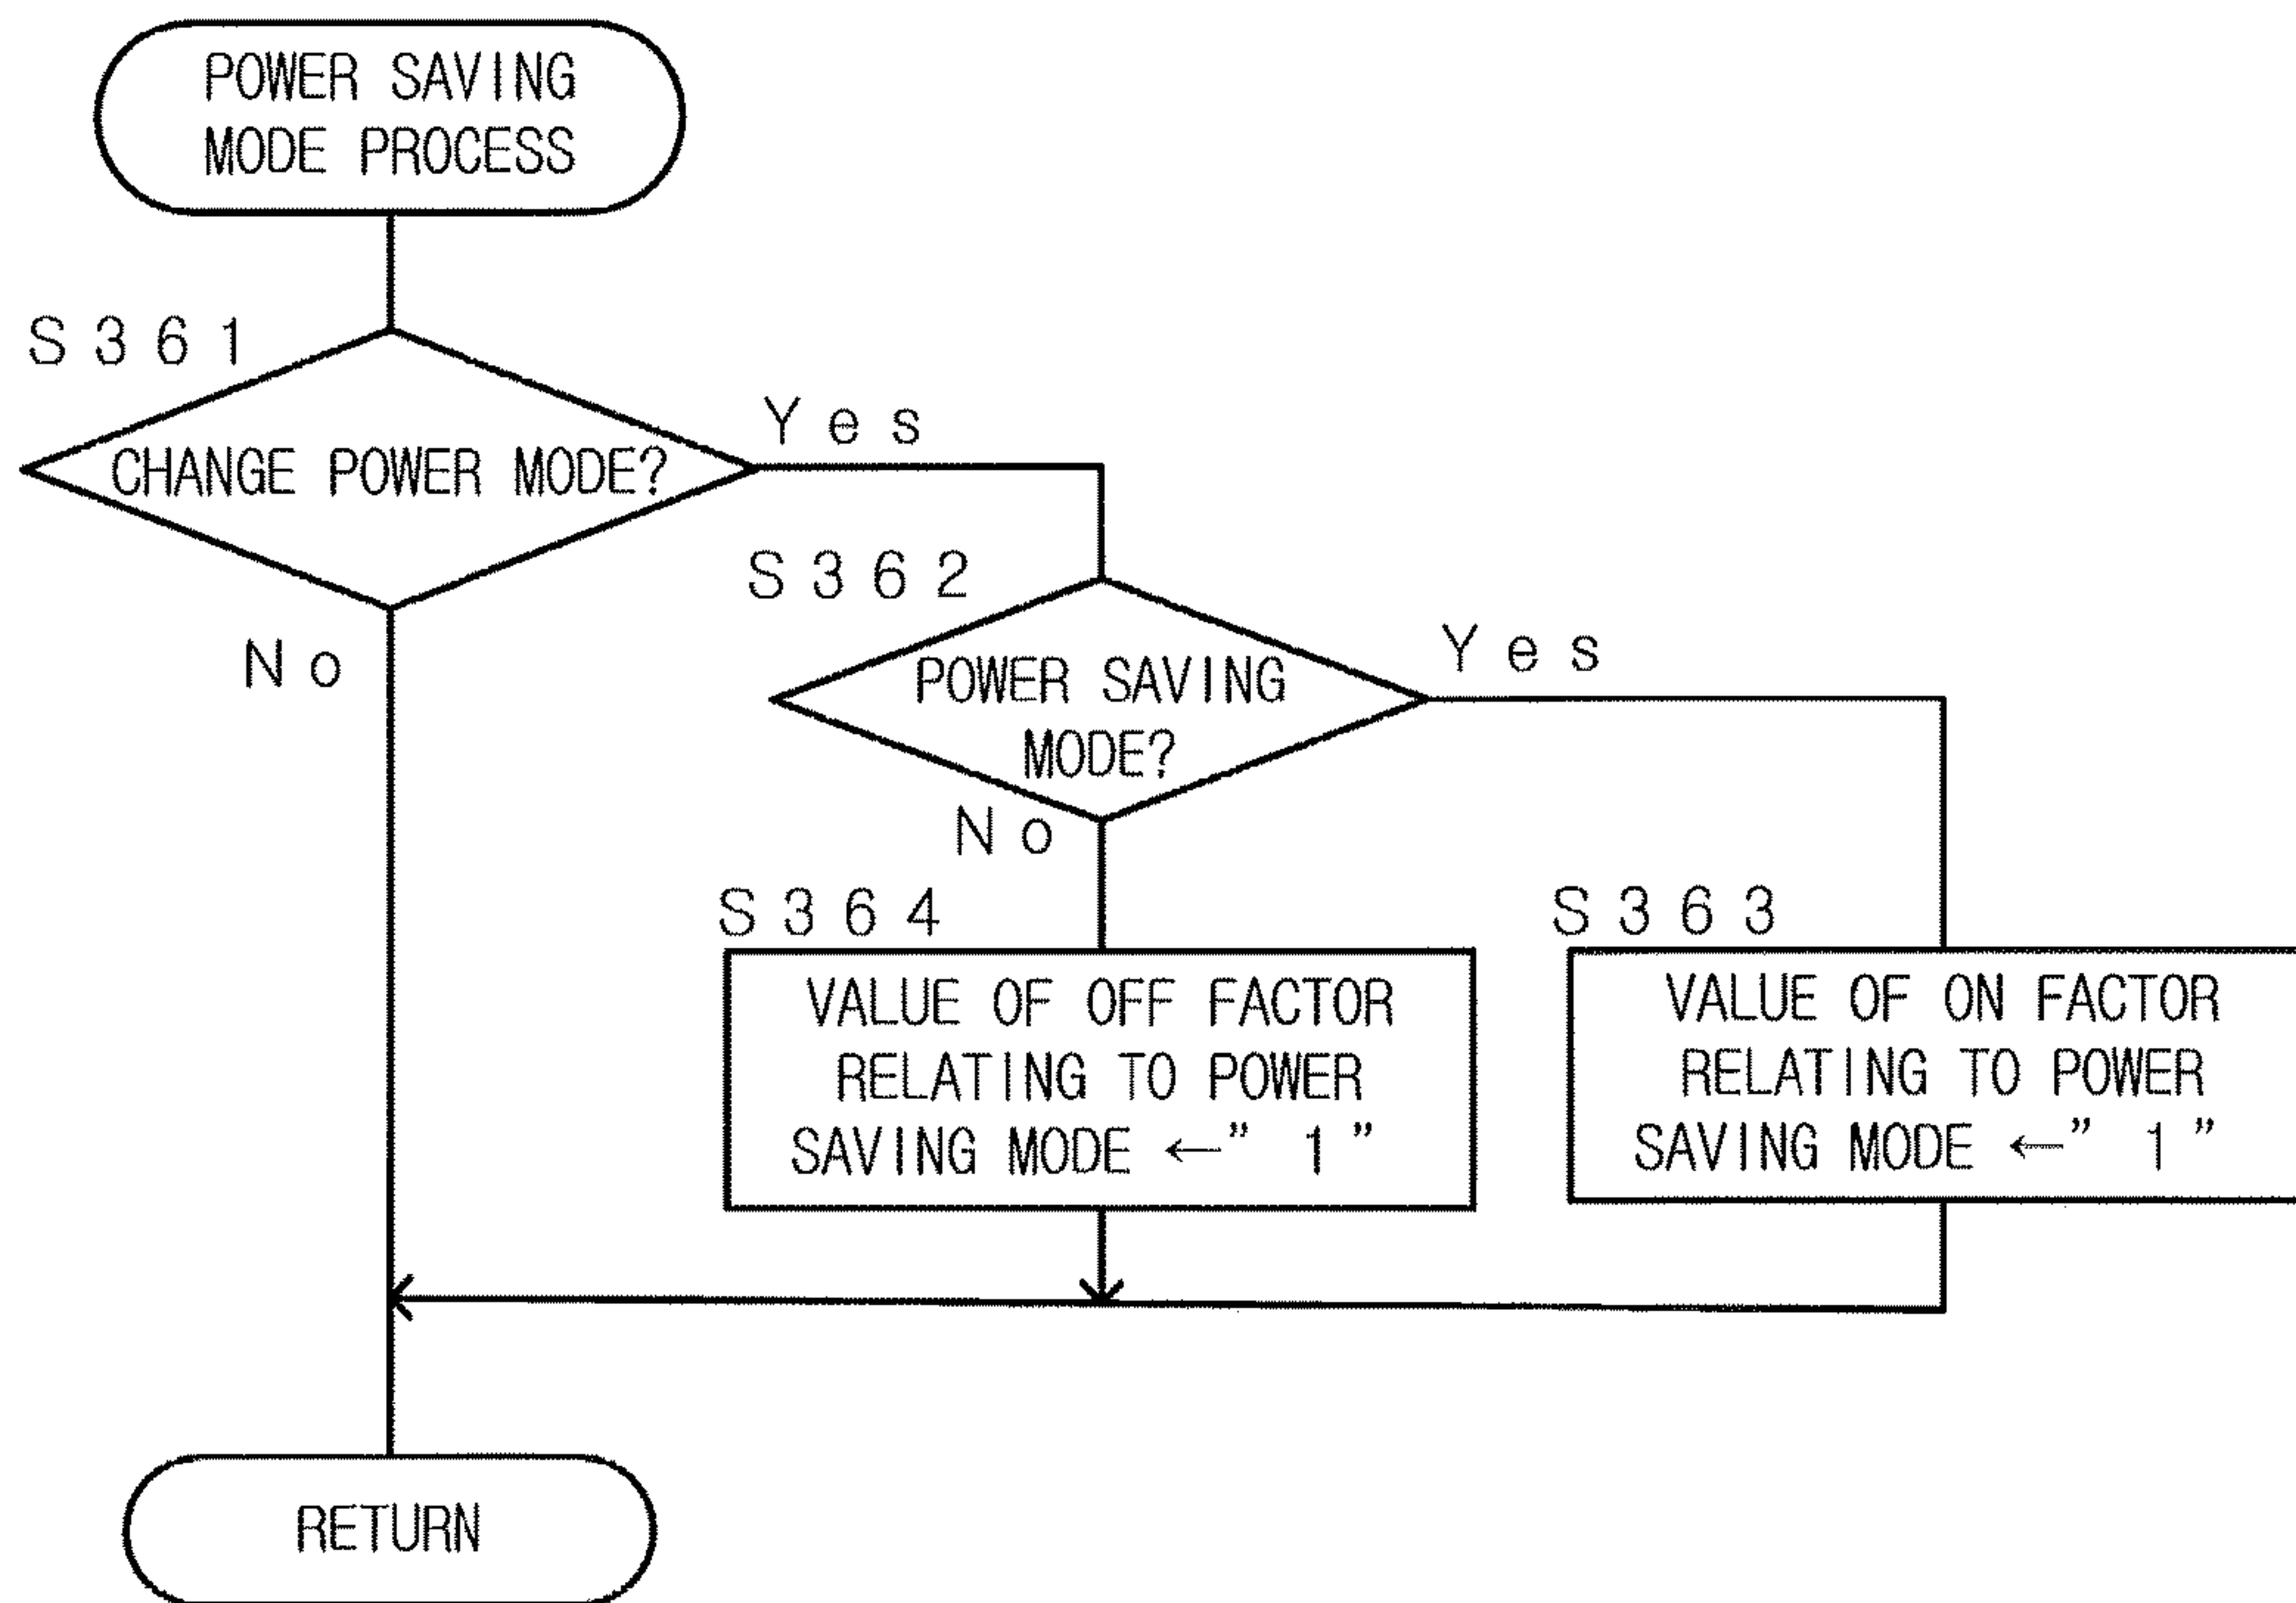 POWER SAVING
MODE PROCESS
S361
CHANGE POWER MODE?
Yes
No
S362
POWER SAVING
MODE?
Yes
No
S364
VALUE OF OFF FACTOR
RELATING TO POWER
SAVING MODE ←" 1 "
S363
VALUE OF ON FACTOR
RELATING TO POWER
SAVING MODE ←" 1 "
RETURN